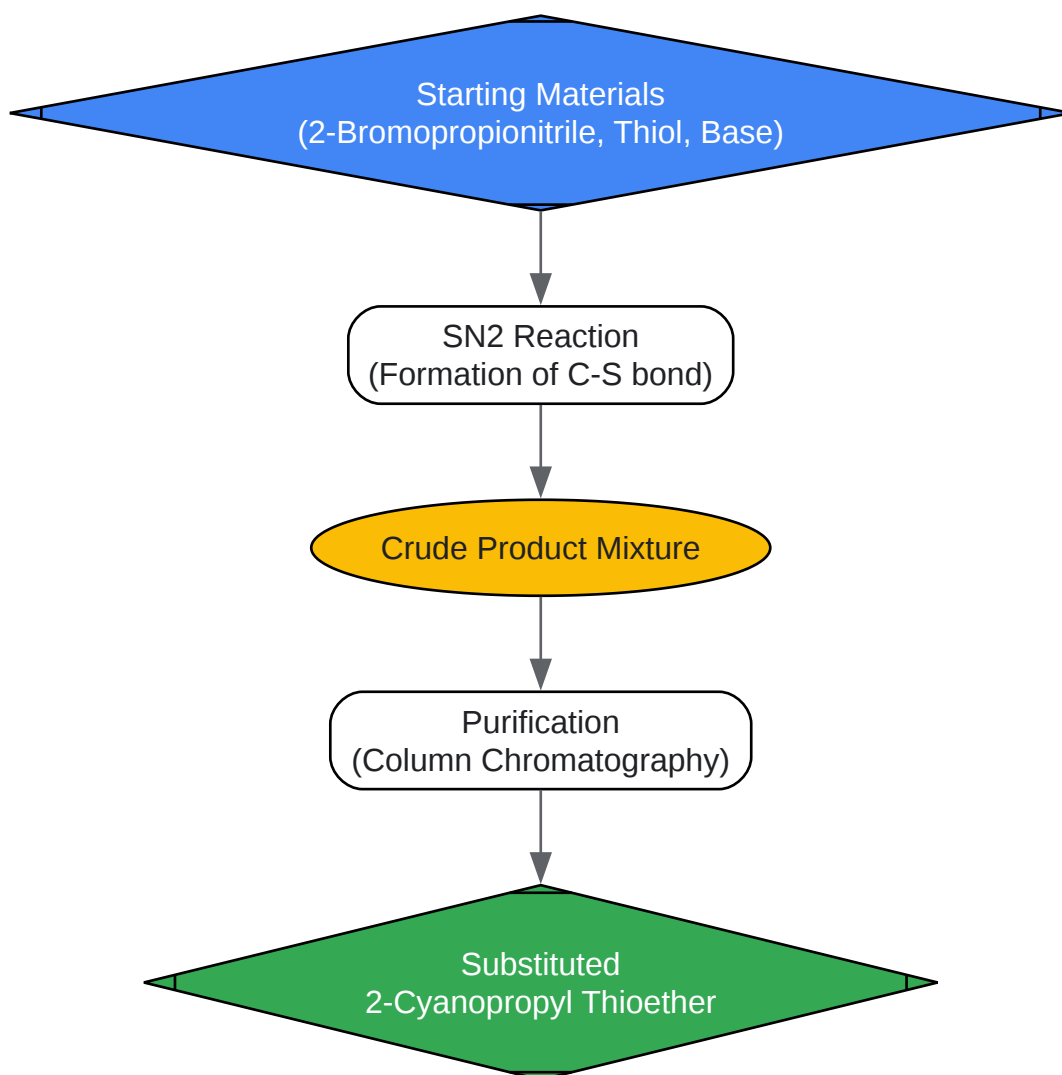 Starting Materials
(2-Bromopropionitrile, Thiol, Base)
SN2 Reaction
(Formation of C-S bond)
Crude Product Mixture
Purification
(Column Chromatography)
Substituted
2-Cyanopropyl Thioether